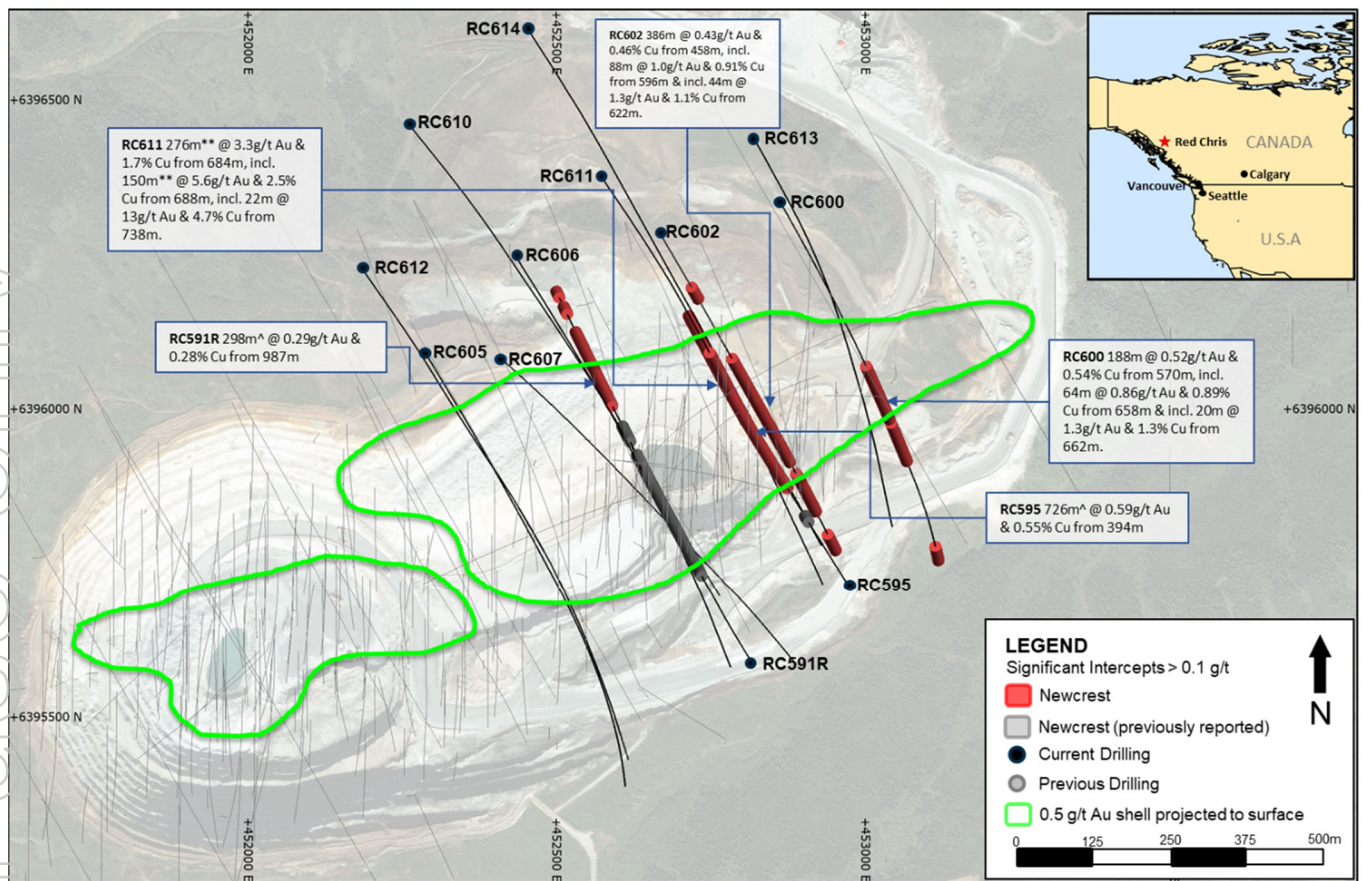 +452000 E
+452500 E
+453000 E
+6396500 N
+6396000 N
+6396000 N
+6395500 N
+452000 E
+452500 E
+453000 E
RC614
RC610
RC611
RC613
RC600
RC602
RC606
RC612
RC605
RC607
RC595
RC591R
RC602 386m @ 0.43g/t Au &
0.46% Cu from 458m, incl.
88m @ 1.0g/t Au & 0.91% Cu
from 596m & incl. 44m @
1.3g/t Au & 1.1% Cu from
622m.
RC611 276m** @ 3.3g/t Au &
1.7% Cu from 684m, incl.
150m** @ 5.6g/t Au & 2.5%
Cu from 688m, incl. 22m @
13g/t Au & 4.7% Cu from
738m.
RC591R 298m^ @ 0.29g/t Au &
0.28% Cu from 987m
RC600 188m @ 0.52g/t Au &
0.54% Cu from 570m, incl.
64m @ 0.86g/t Au & 0.89%
Cu from 658m & incl. 20m @
1.3g/t Au & 1.3% Cu from
662m.
RC595 726m^ @ 0.59g/t Au
& 0.55% Cu from 394m
Red Chris
CANADA
Calgary
Vancouver
Seattle
U.S.A
LEGEND
Significant Intercepts > 0.1 g/t
Newcrest
Newcrest (previously reported)
Current Drilling
Previous Drilling
0.5 g/t Au shell projected to surface
0 125 250 375 500m
N